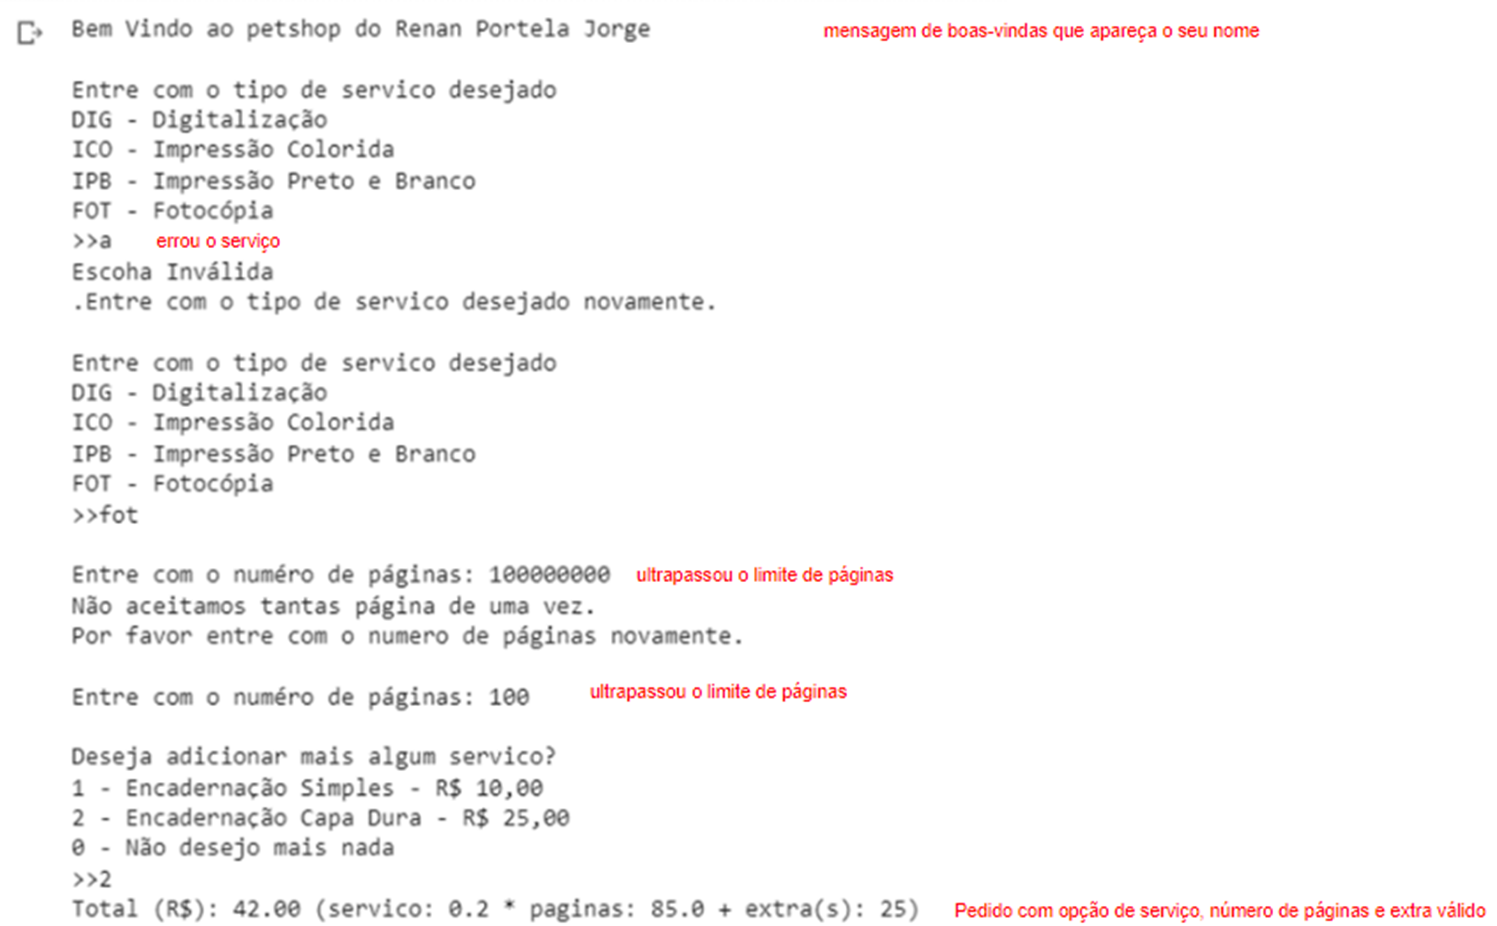 Bem Vindo ao petshop do Renan Portela Jorge mensagem de boas-vindas que apareça o seu nome
Entre com o tipo de servico desejado
DIG - Digitalização
ICO - Impressão Colorida
IPB - Impressão Preto e Branco
FOT - Fotocópia
>>a errou o serviço
Escoha Inválida
.Entre com o tipo de servico desejado novamente.
Entre com o tipo de servico desejado
DIG - Digitalização
ICO - Impressão Colorida
IPB - Impressão Preto e Branco
FOT - Fotocópia
>>fot
Entre com o numéro de páginas: 100000000 ultrapassou o limite de páginas
Não aceitamos tantas página de uma vez.
Por favor entre com o numero de páginas novamente.
Entre com o numéro de páginas: 100 ultrapassou o limite de páginas
Deseja adicionar mais algum servico?
1 - Encadernação Simples - R$ 10,00
2 - Encadernação Capa Dura - R$ 25,00
0 - Não desejo mais nada
>>2
Total (R$): 42.00 (servico: 0.2 * paginas: 85.0 + extra(s): 25) Pedido com opção de serviço, número de páginas e extra válido